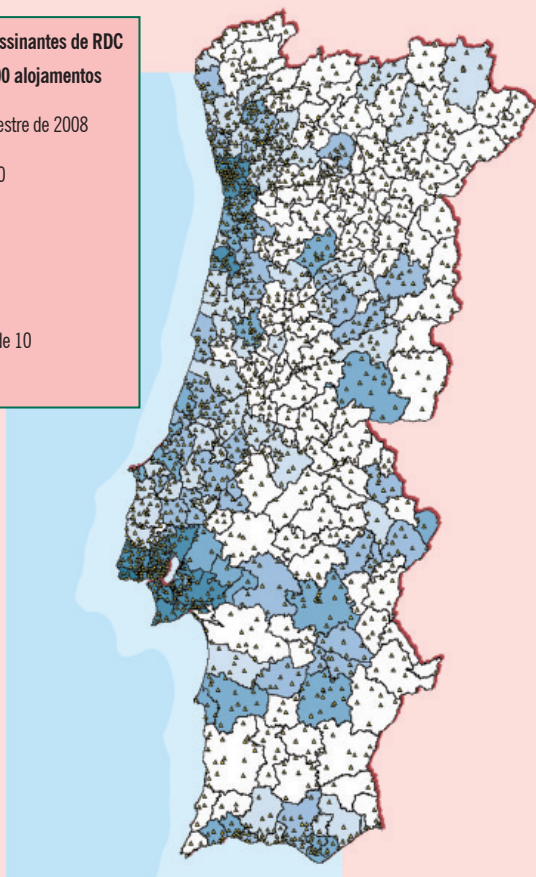 ssinantes de RDC
00 alojamentos
estre de 2008
0
de 10